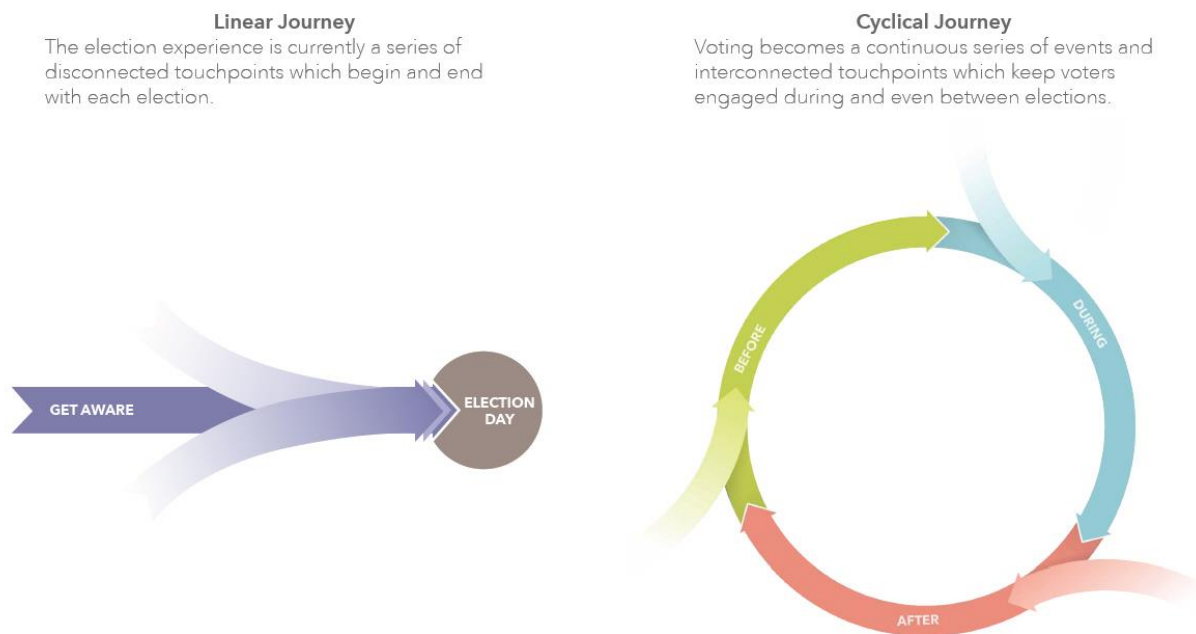 Linear Journey
The election experience is currently a series of
disconnected touchpoints which begin and end
with each election.
GET AWARE
ELECTION
DAY
Cyclical Journey
Voting becomes a continuous series of events and
interconnected touchpoints which keep voters
engaged during and even between elections.
BEFORE
DURING
AFTER